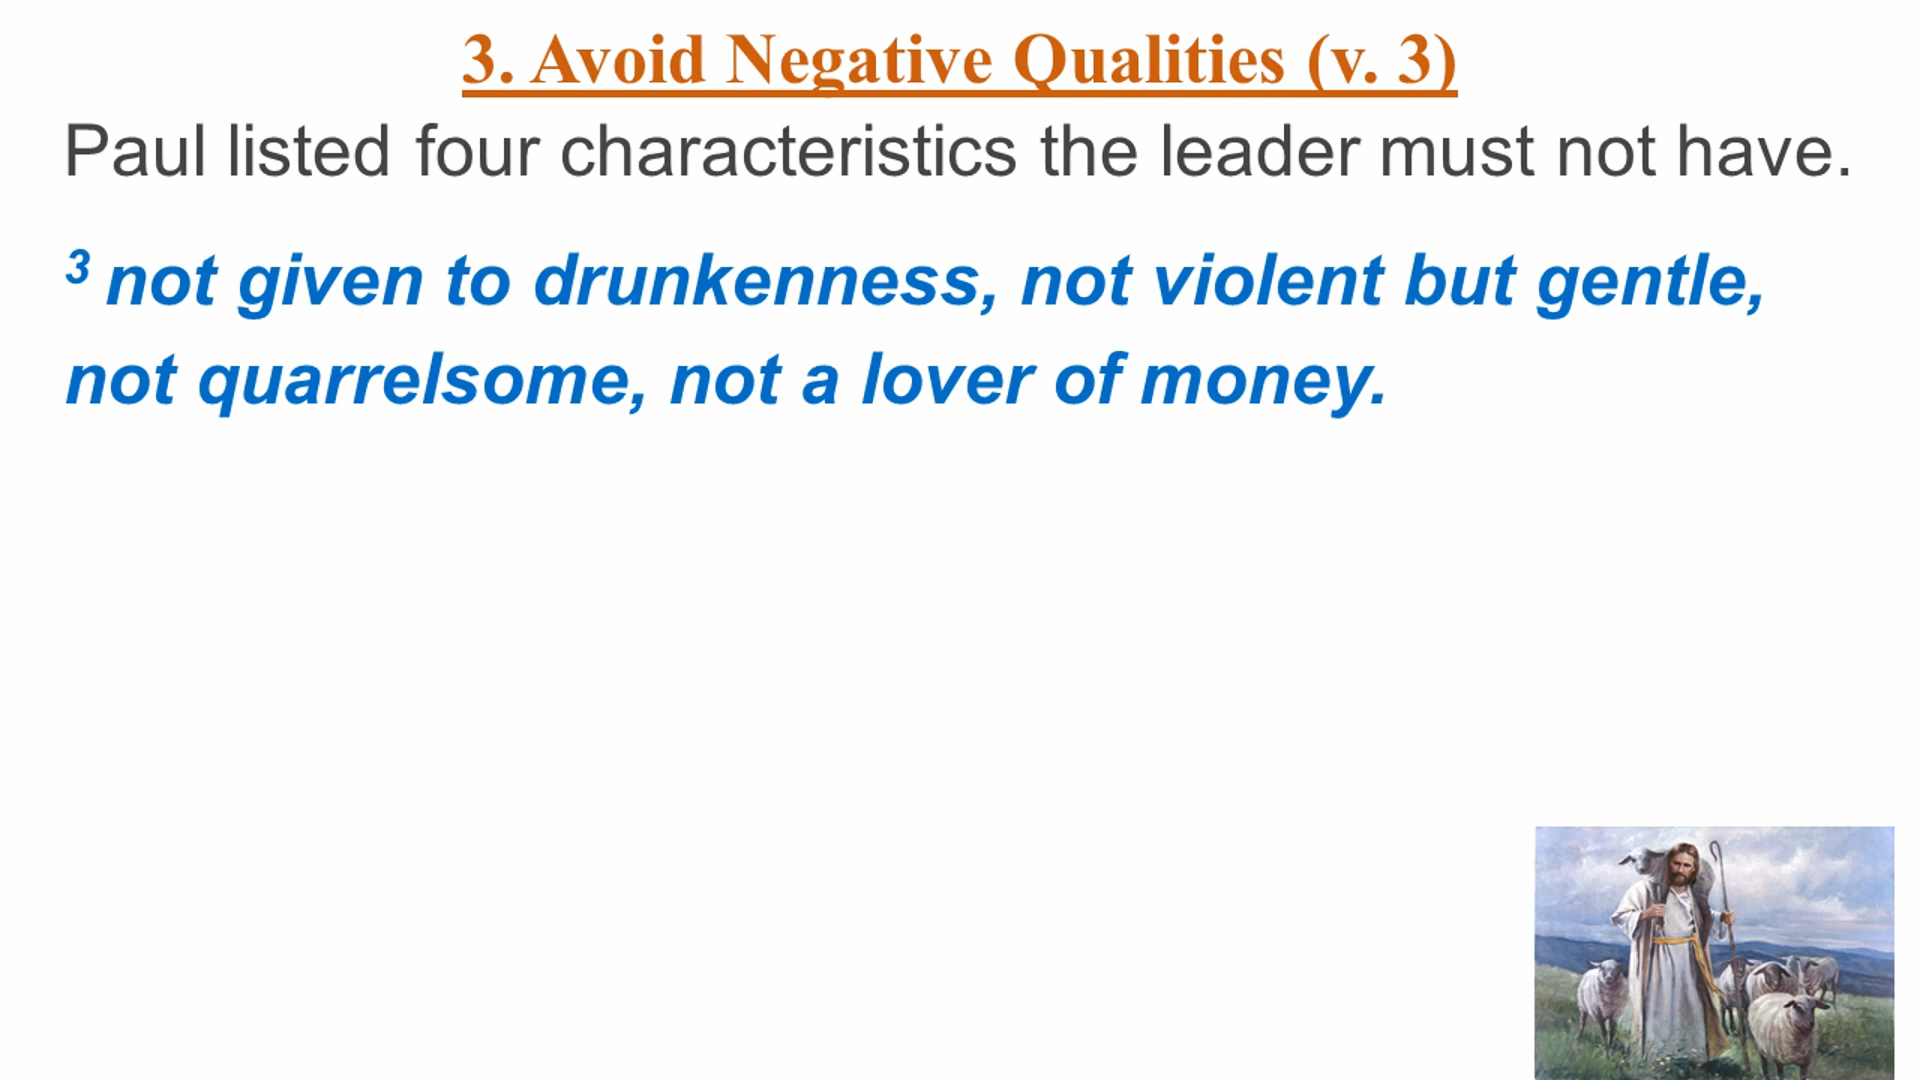 3. Avoid Negative Qualities (v. 3)
Paul listed four characteristics the leader must not have.
3 not given to drunkenness, not violent but gentle,
not quarrelsome, not a lover of money.